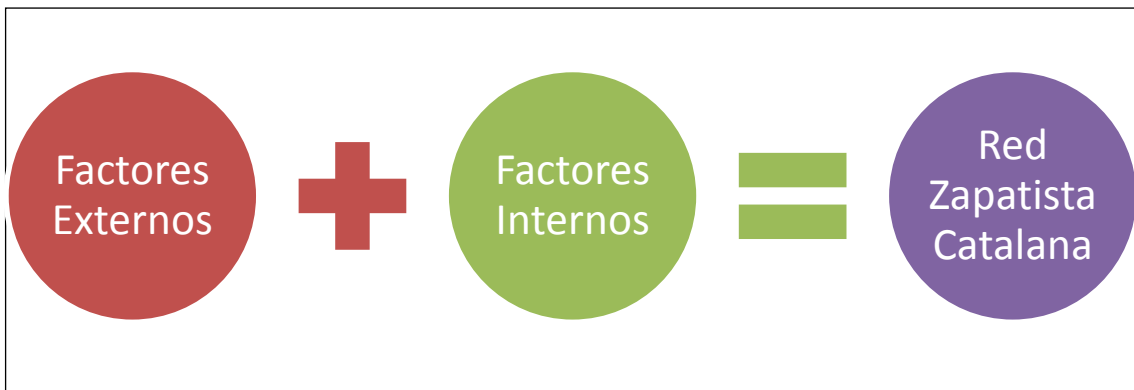 Factores
Externos
Factores
Internos
Red
Zapatista
Catalana